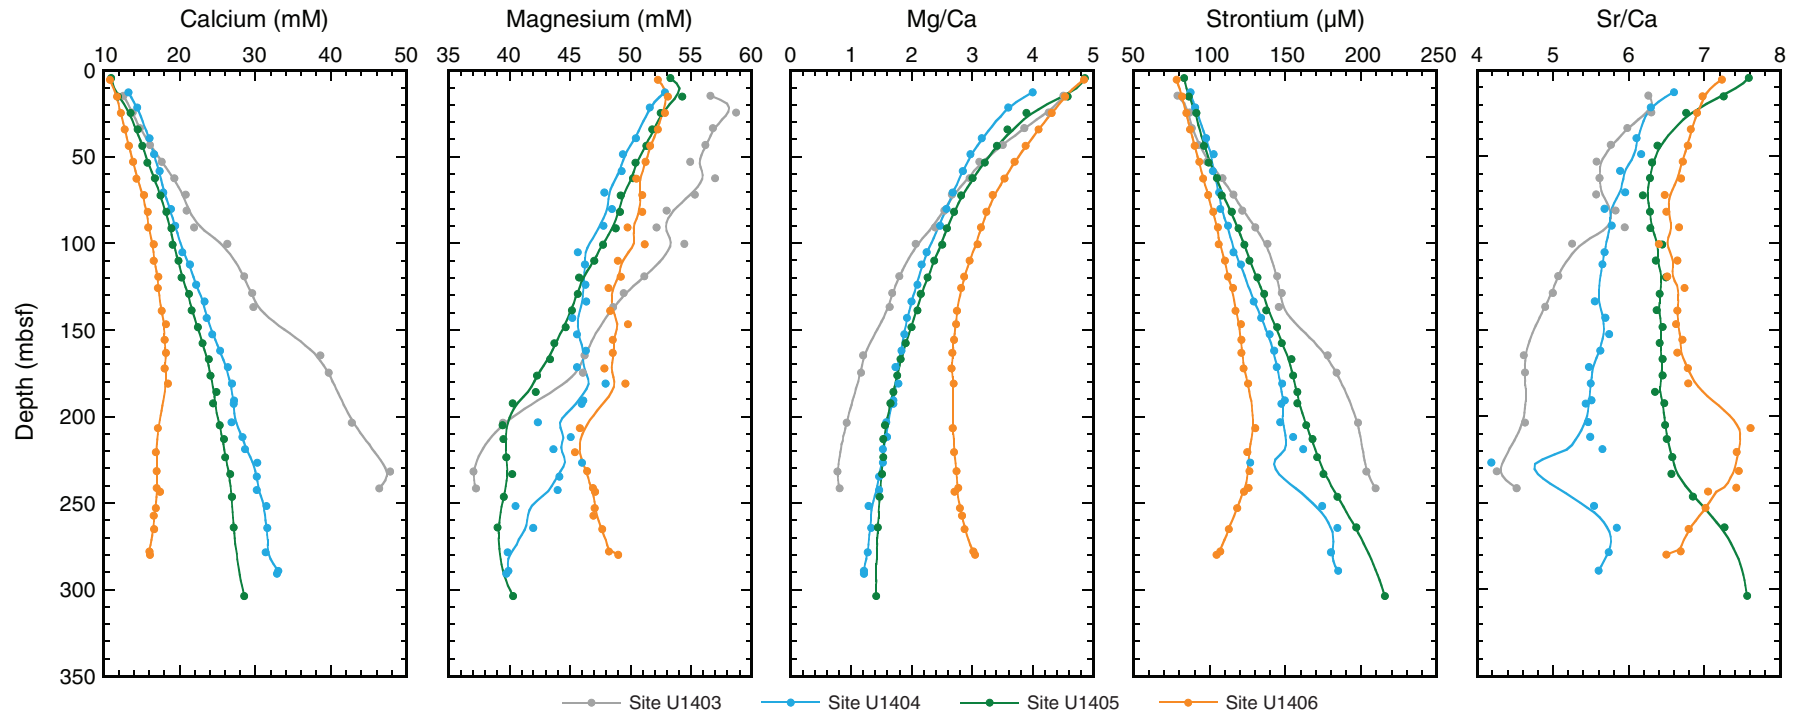 Calcium (mM) Magnesium (mM) Mg/Ca Strontium (µM) Sr/Ca
10 20 30 40 50 35 40 45 50 55 60 0 1 2 3 4 5 50 100 150 200 250 4 5 6 7 8
0
50
100
150
200
250
300
350
Depth (mbsf)
Site U1403 Site U1404 Site U1405 Site U1406